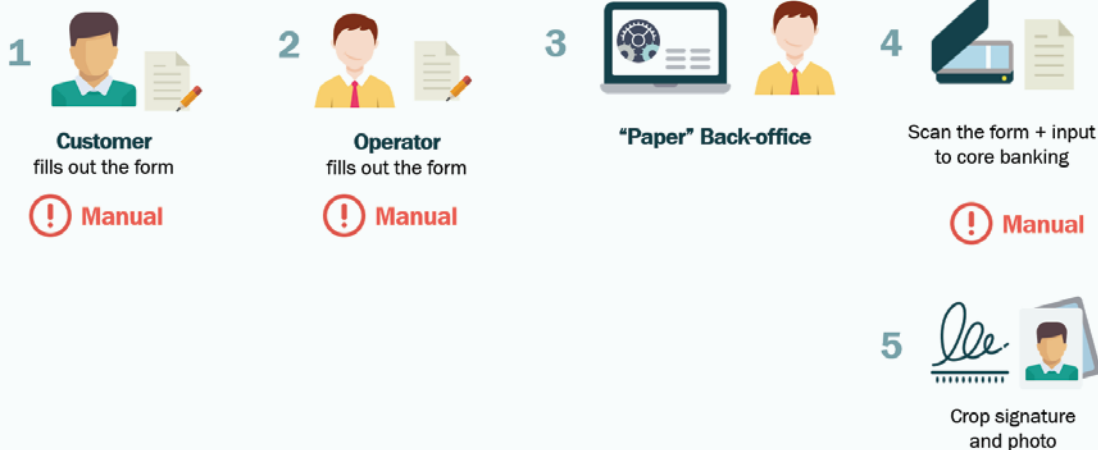 1
Customer
fills out the form
Manual
2
Operator
fills out the form
Manual
3
“Paper” Back-office
4
Scan the form + input
to core banking
Manual
5
Crop signature
and photo